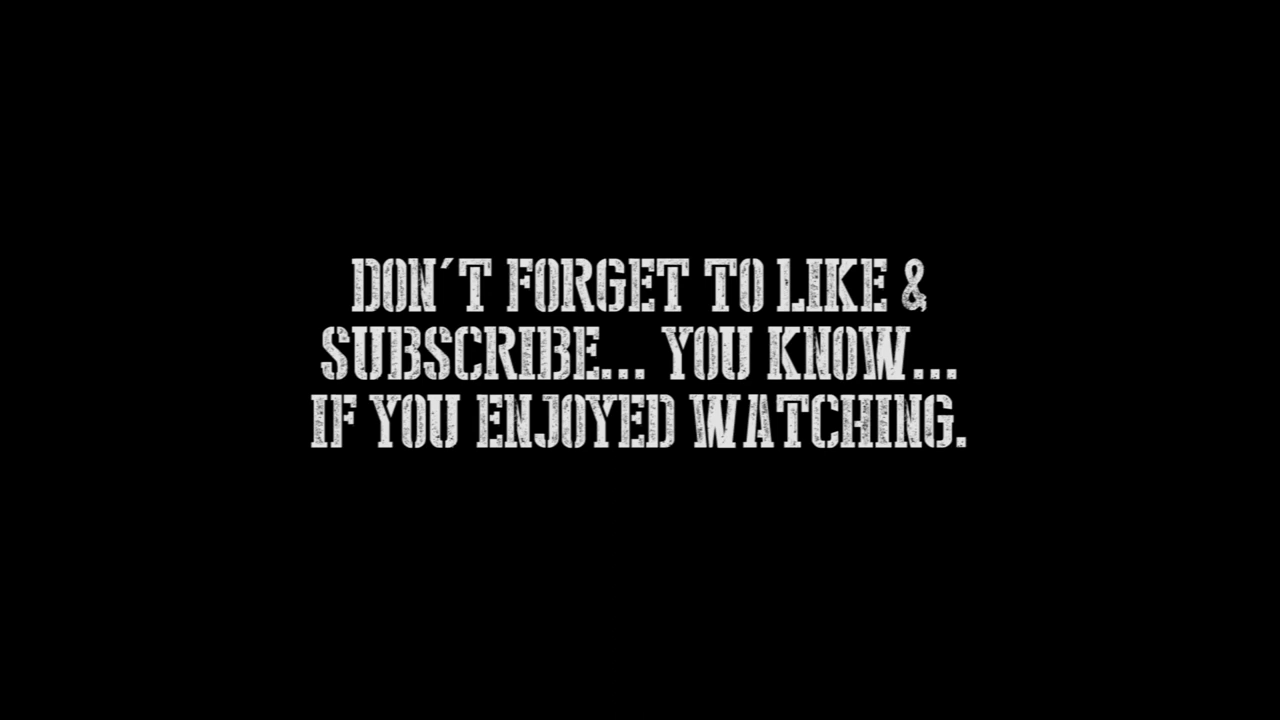 DON´T FORGET TO LIKE &
SUBSCRIBE... YOU KNOW...
IF YOU ENJOYED WATCHING.